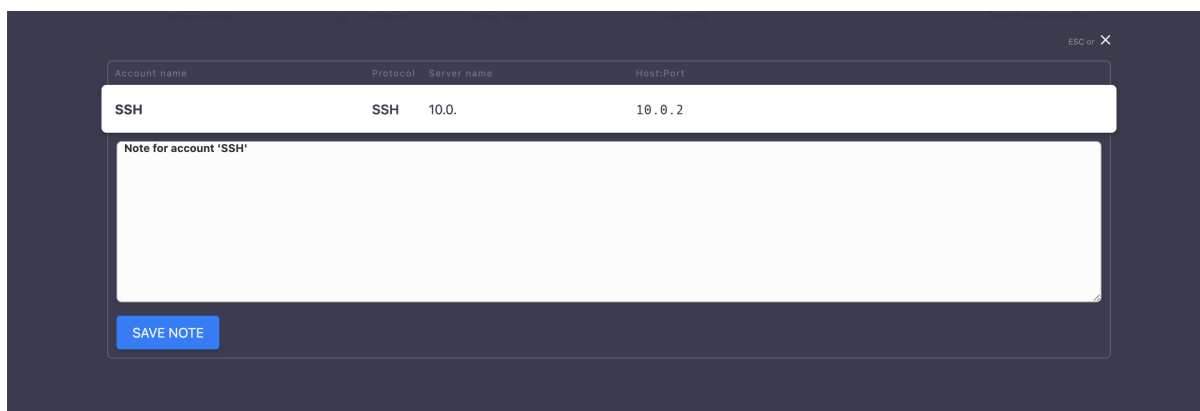 ESC or ✕
Account name Protocol Server name Host:Port
SSH SSH 10.0. 10.0.2
Note for account 'SSH'
SAVE NOTE